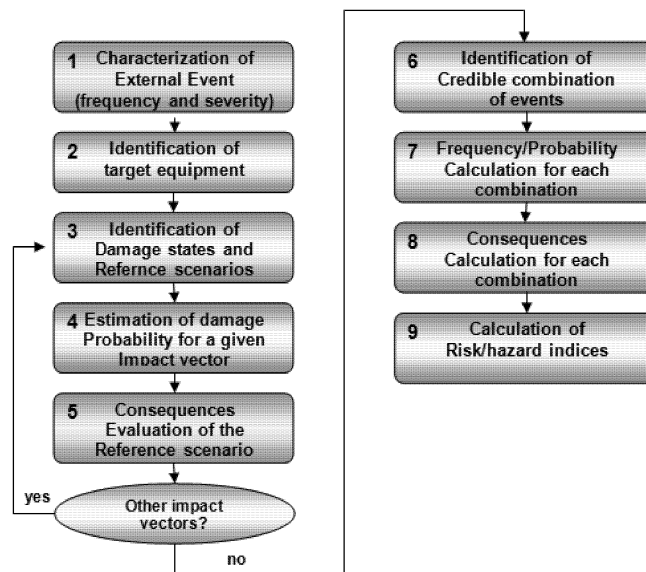 1 Characterization of
External Event
(frequency and severity)
2 Identification of
target equipment
3 Identification of
Damage states and
Refernce scenarios
4 Estimation of damage
Probability for a given
Impact vector
5 Consequences
Evaluation of the
Reference scenario
yes
Other impact
vectors?
no
6 Identification of
Credible combination
of events
7 Frequency/Probability
Calculation for each
combination
8 Consequences
Calculation for each
combination
9 Calculation of
Risk/hazard indices